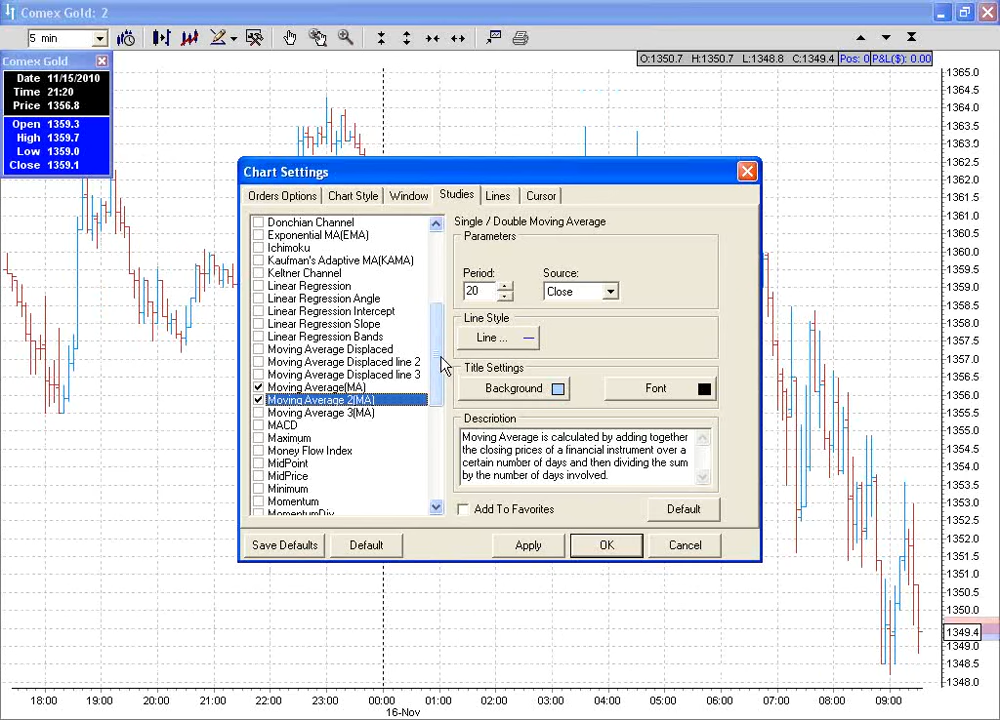 Comex Gold: 2
5 min
O:1350.7 H:1350.7 L:1348.8 C:1349.4 Pos: 0 P&L($): 0.00
Comex Gold
Date 11/15/2010
Time 21:20
Price 1356.8
Open 1359.3
High 1359.7
Low 1359.0
Close 1359.1
Chart Settings
Orders Options
Chart Style
Window
Studies
Lines
Cursor
Donchian Channel
Exponential MA(EMA)
Ichimoku
Kaufman's Adaptive MA(KAMA)
Keltner Channel
Linear Regression
Linear Regression Angle
Linear Regression Intercept
Linear Regression Slope
Linear Regression Bands
Moving Average Displaced
Moving Average Displaced line 2
Moving Average Displaced line 3
Moving Average(MA)
Moving Average 2(MA)
Moving Average 3(MA)
MACD
Maximum
Money Flow Index
MidPoint
MidPrice
Minimum
Momentum
MomentumDiv
Single / Double Moving Average
Parameters
Period:
Source:
20
Close
Line Style
Line ...
Title Settings
Background
Font
Description
Moving Average is calculated by adding together
the closing prices of a financial instrument over a
certain number of days and then dividing the sum
by the number of days involved.
Add To Favorites
Default
Save Defaults
Default
Apply
OK
Cancel
1365.0
1364.5
1364.0
1363.5
1363.0
1362.5
1362.0
1361.5
1361.0
1360.5
1360.0
1359.5
1359.0
1358.5
1358.0
1357.5
1357.0
1356.5
1356.0
1355.5
1355.0
1354.5
1354.0
1353.5
1353.0
1352.5
1352.0
1351.5
1351.0
1350.5
1350.0
1349.4
1349.0
1348.5
1348.0
18:00
19:00
20:00
21:00
22:00
23:00
00:00
01:00
02:00
03:00
04:00
05:00
06:00
07:00
08:00
09:00
16-Nov